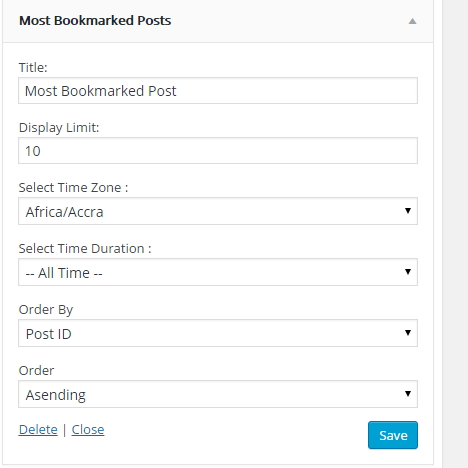 Most Bookmarked Posts
Title:
Most Bookmarked Post
Display Limit:
10
Select Time Zone :
Africa/Accra
Select Time Duration :
-- All Time --
Order By
Post ID
Order
Asending
Delete | Close
Save